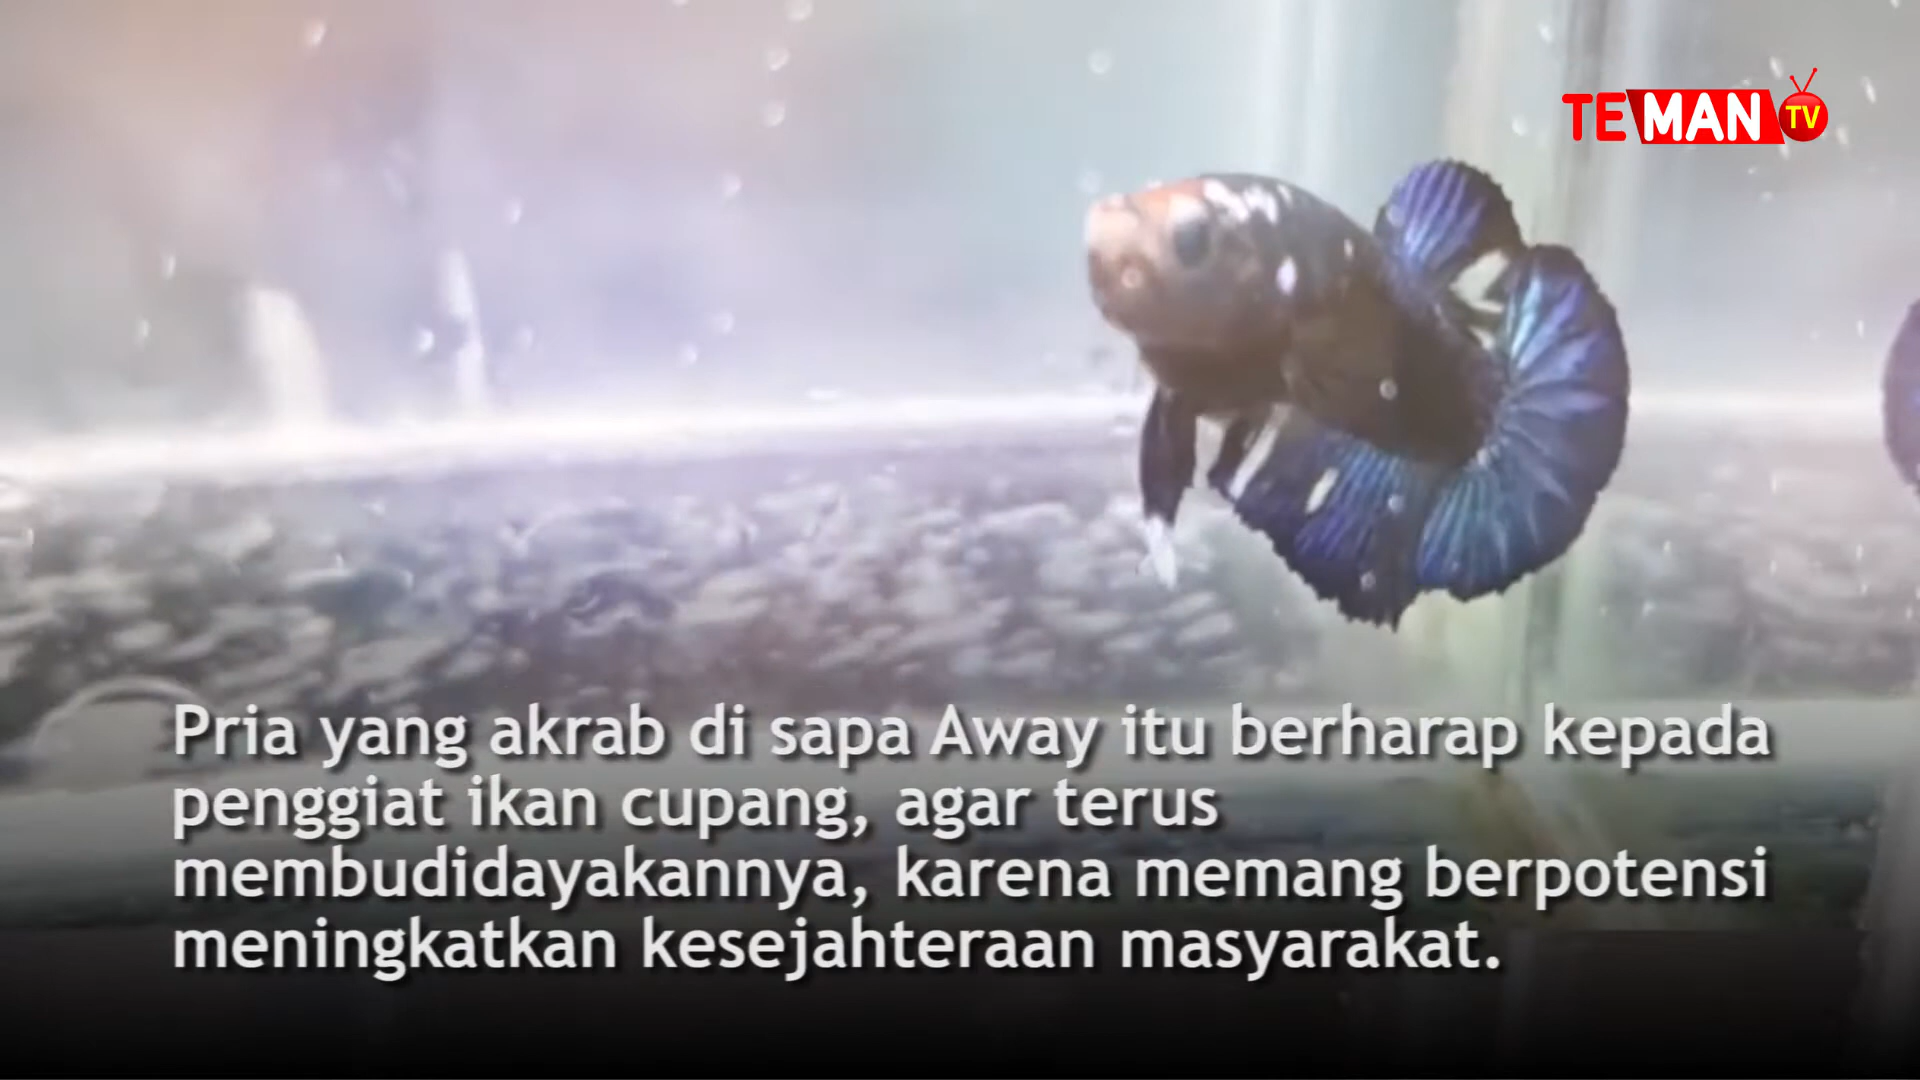 TEMAN TV
Pria yang akrab di sapa Away itu berharap kepada
penggiat ikan cupang, agar terus
membudidayakannya, karena memang berpotensi
meningkatkan kesejahteraan masyarakat.